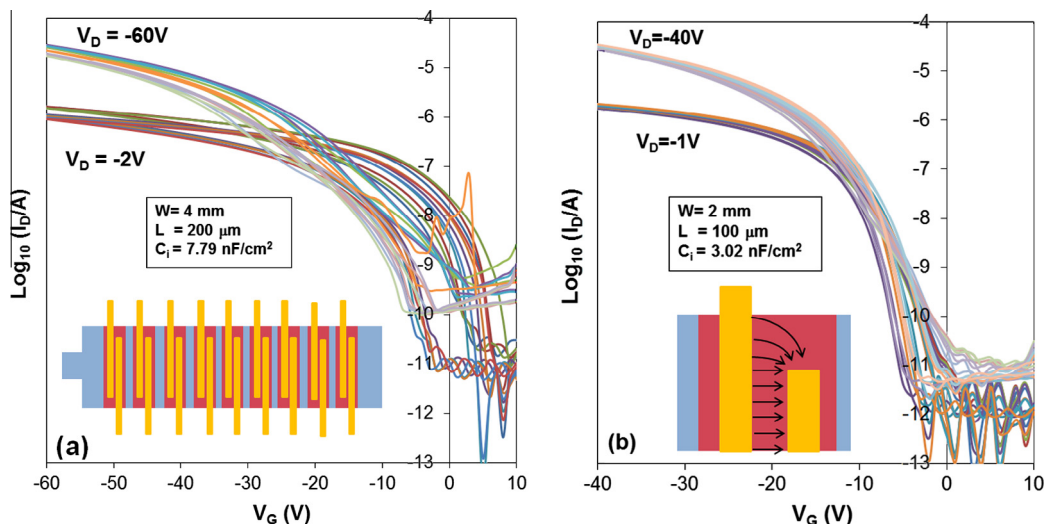 V_D = -60V
V_D = -2V
W= 4 mm
L = 200 µm
C_i = 7.79 nF/cm²
(a)
Log₁₀ (I_D/A)
-4
-5
-6
-7
-8
-9
-10
-11
-12
-13
-60 -50 -40 -30 -20 -10 0 10
V_G (V)
V_D=-40V
V_D=-1V
W= 2 mm
L = 100 µm
C_i = 3.02 nF/cm²
(b)
Log₁₀ (I_D/A)
-4
-5
-6
-7
-8
-9
-10
-11
-12
-13
-40 -30 -20 -10 0 10
V_G (V)